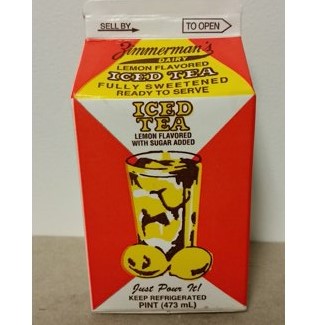 SELL BY
TO OPEN
Zimmerman's
DAIRY
LEMON FLAVORED
ICED TEA
FULLY SWEETENED
READY TO SERVE
ICED
TEA
LEMON FLAVORED
WITH SUGAR ADDED
Just Pour It!
KEEP REFRIGERATED
PINT (473 mL)